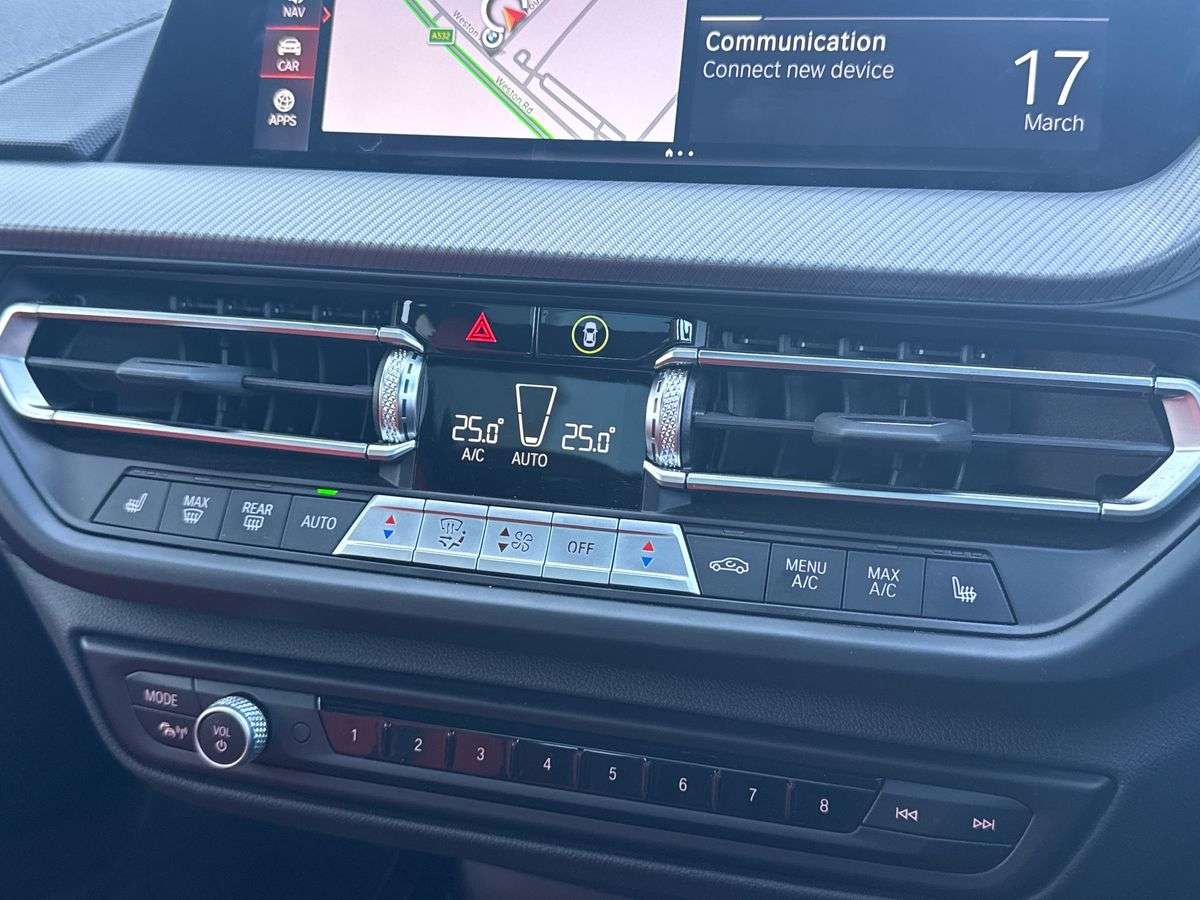 NAV
CAR
APPS
A532
Weston Rd
Communication
Connect new device
17
March
25.0°
A/C
AUTO
25.0°
MAX
REAR
AUTO
OFF
MENU
A/C
MAX
A/C
MODE
VOL
1
2
3
4
5
6
7
8